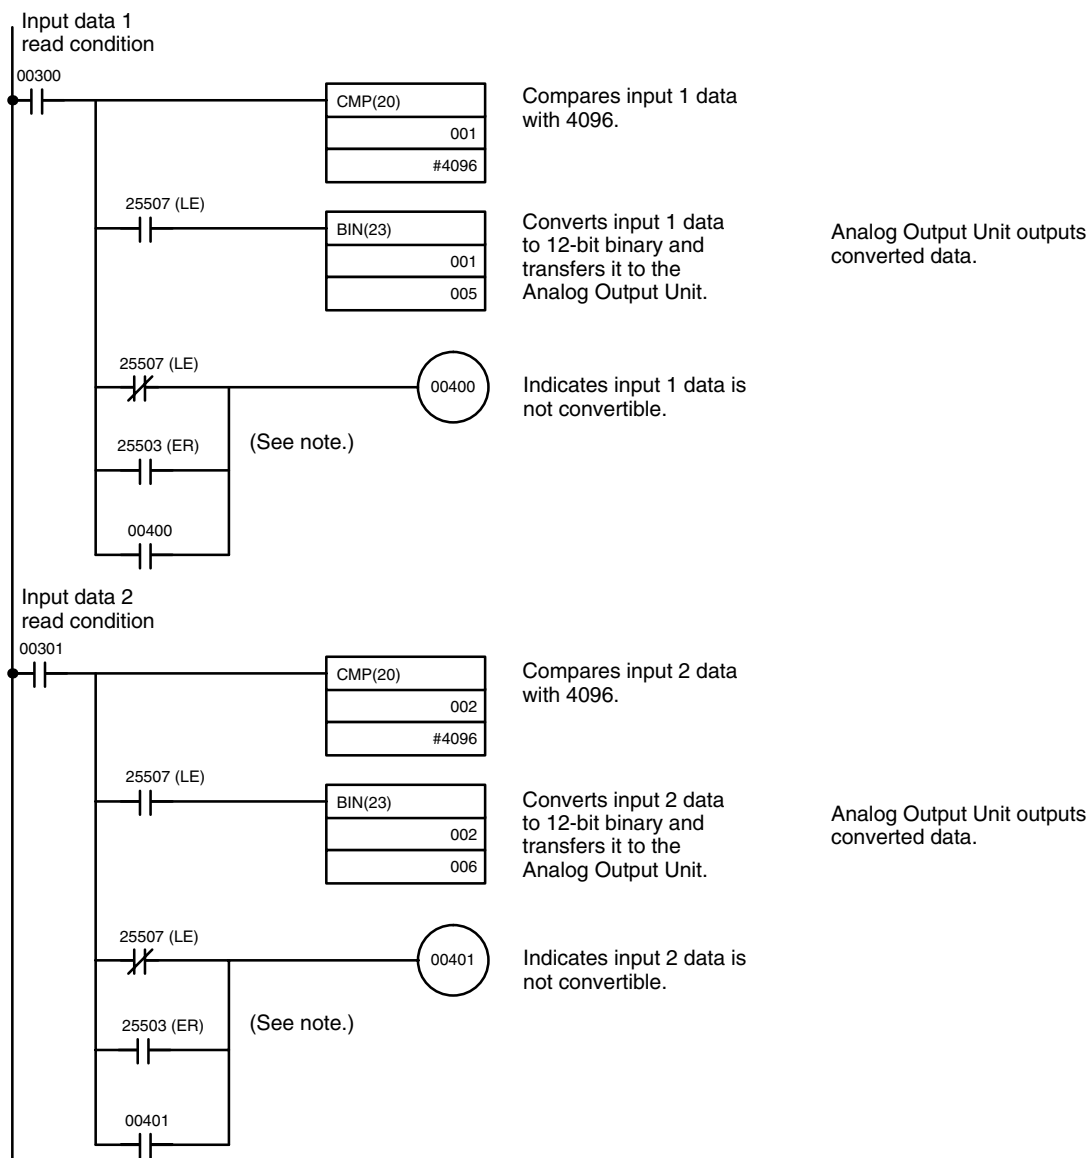 Input data 1
read condition
00300
CMP(20)
001
#4096
Compares input 1 data
with 4096.
25507 (LE)
BIN(23)
001
005
Converts input 1 data
to 12-bit binary and
transfers it to the
Analog Output Unit.
Analog Output Unit outputs
converted data.
25507 (LE)
00400
Indicates input 1 data is
not convertible.
25503 (ER)
(See note.)
00400
Input data 2
read condition
00301
CMP(20)
002
#4096
Compares input 2 data
with 4096.
25507 (LE)
BIN(23)
002
006
Converts input 2 data
to 12-bit binary and
transfers it to the
Analog Output Unit.
Analog Output Unit outputs
converted data.
25507 (LE)
00401
Indicates input 2 data is
not convertible.
25503 (ER)
(See note.)
00401